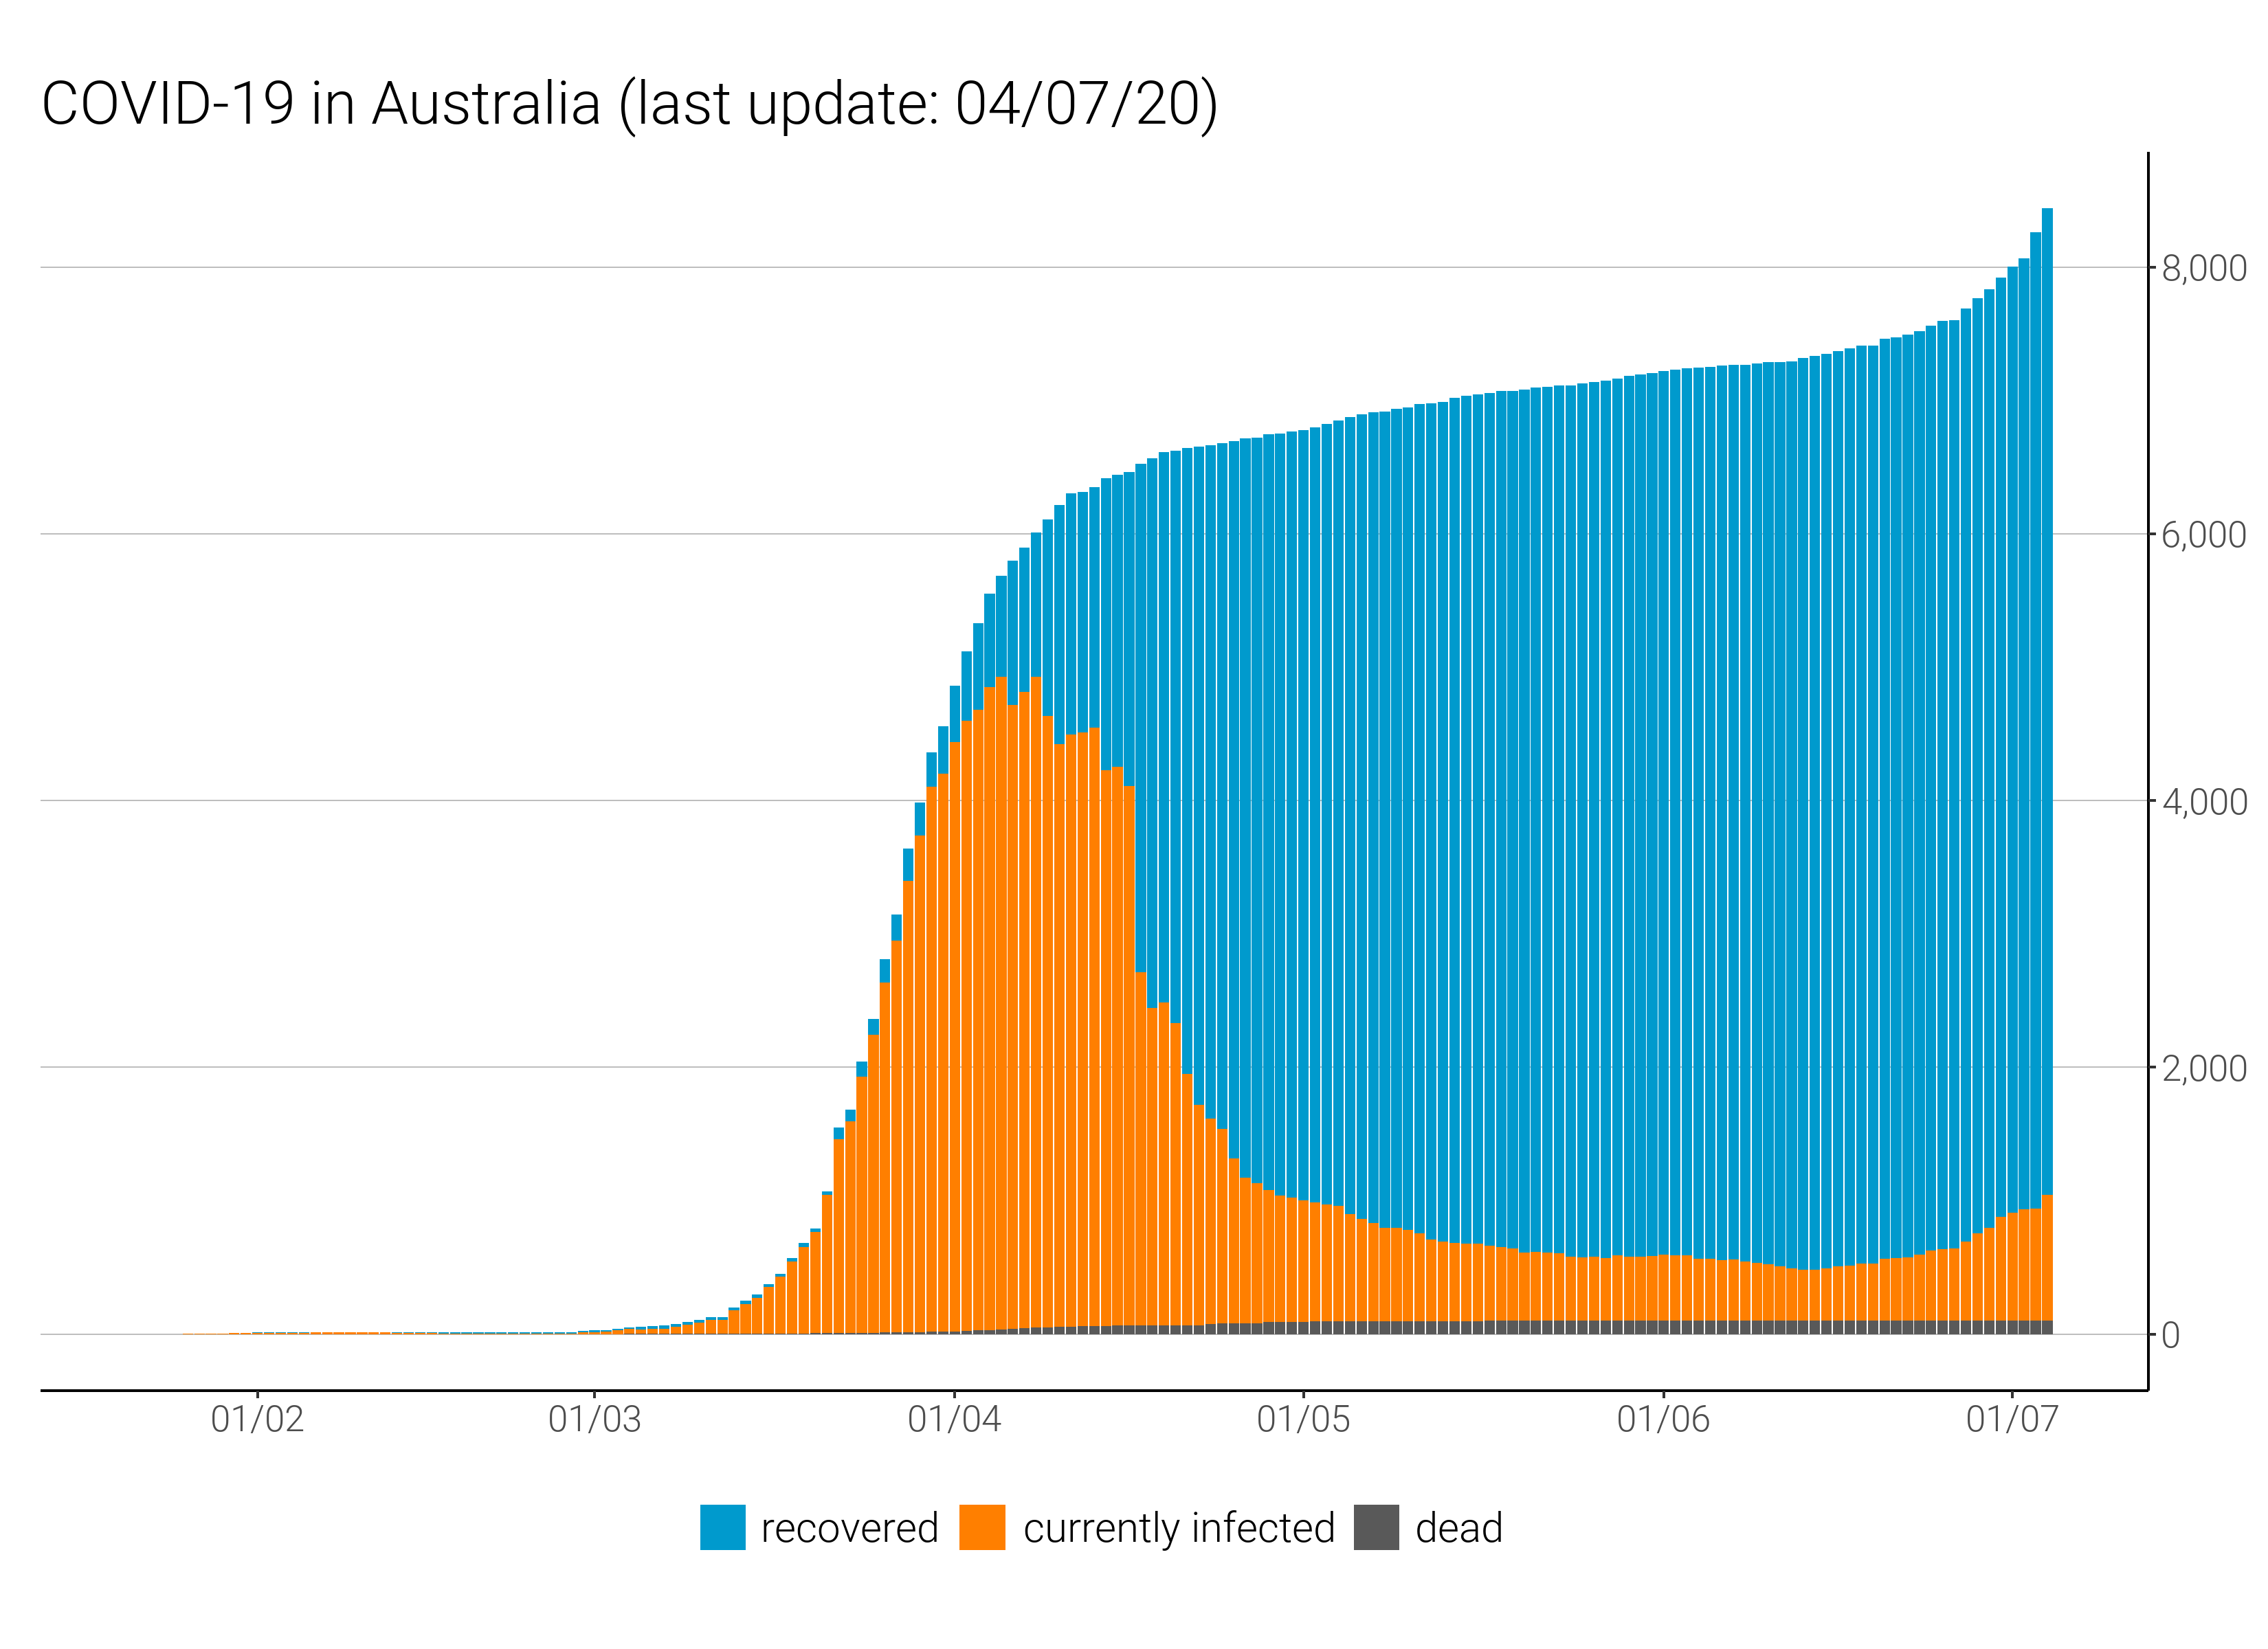 COVID-19 in Australia (last update: 04/07/20)
8,000
6,000
4,000
2,000
0
01/02 01/03 01/04 01/05 01/06 01/07
recovered currently infected dead